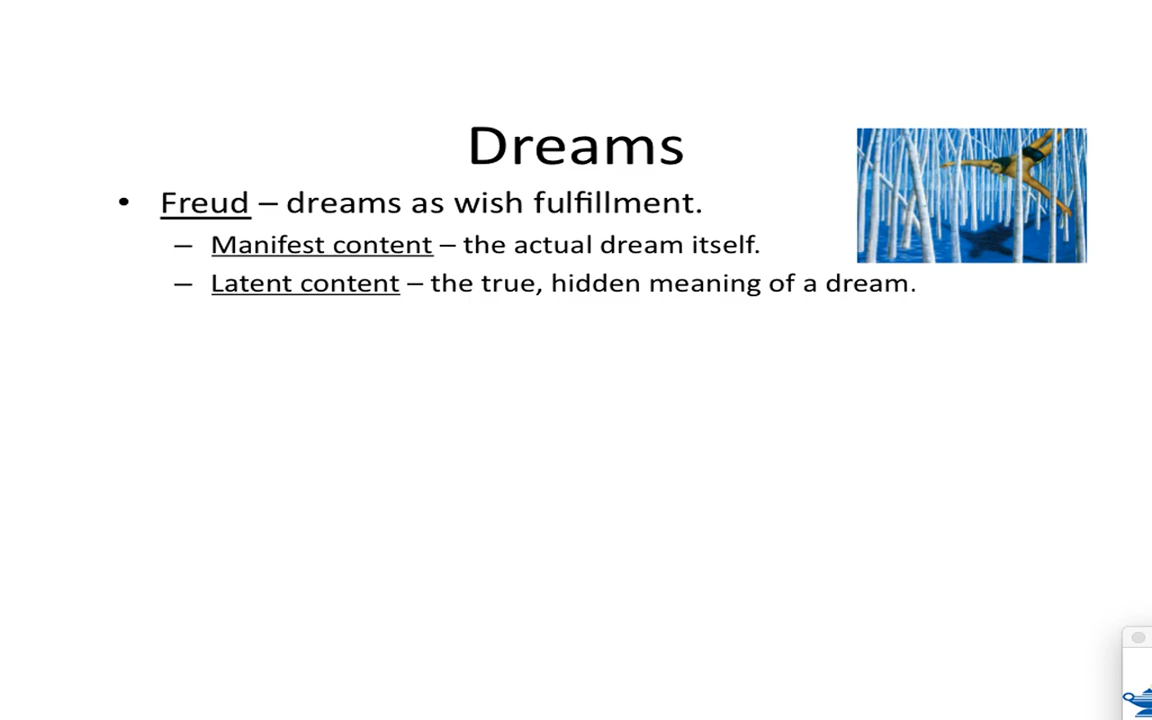 Dreams
• Freud – dreams as wish fulfillment.
– Manifest content – the actual dream itself.
– Latent content – the true, hidden meaning of a dream.